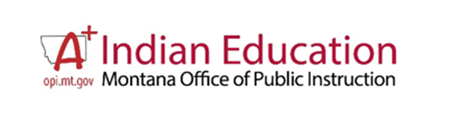 A+ Indian Education
opi.mt.gov Montana Office of Public Instruction